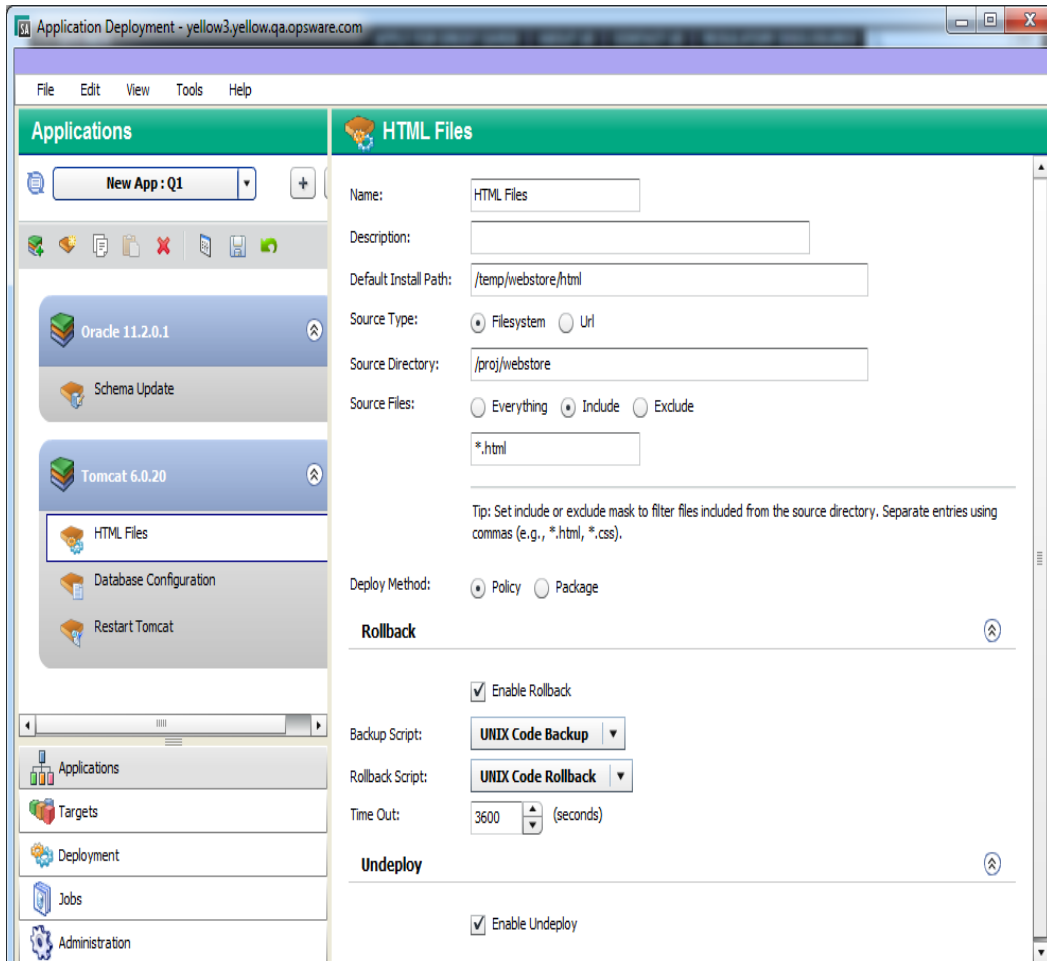 SA Application Deployment - yellow3.yellow.qa.opsware.com
File Edit View Tools Help
Applications
New App : Q1
Oracle 11.2.0.1
Schema Update
Tomcat 6.0.20
HTML Files
Database Configuration
Restart Tomcat
Applications
Targets
Deployment
Jobs
Administration
HTML Files
Name: HTML Files
Description:
Default Install Path: /temp/webstore/html
Source Type: Filesystem Url
Source Directory: /proj/webstore
Source Files: Everything Include Exclude
*.html
Tip: Set include or exclude mask to filter files included from the source directory. Separate entries using
commas (e.g., *.html, *.css).
Deploy Method: Policy Package
Rollback
Enable Rollback
Backup Script: UNIX Code Backup
Rollback Script: UNIX Code Rollback
Time Out: 3600 (seconds)
Undeploy
Enable Undeploy